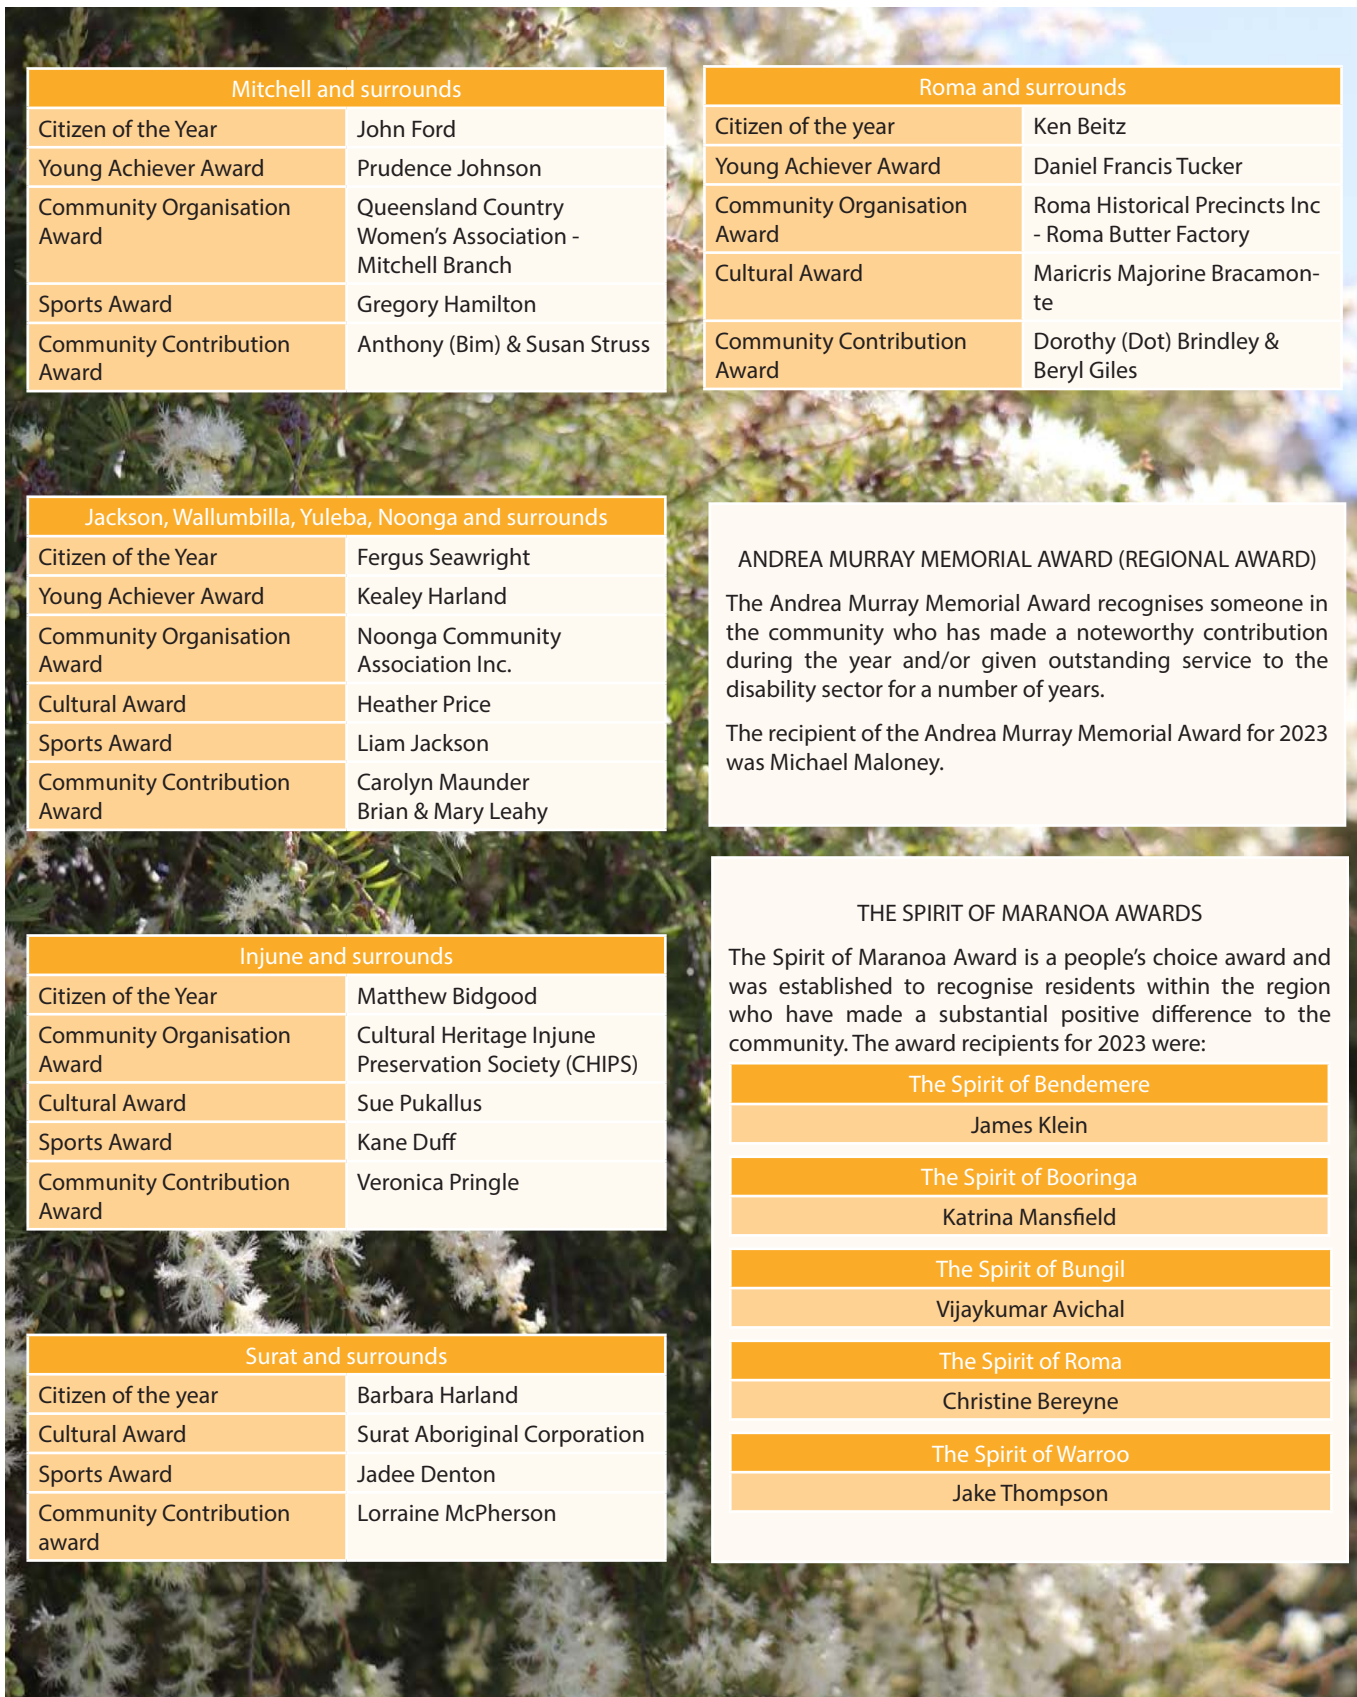 Mitchell and surrounds
Citizen of the Year John Ford
Young Achiever Award Prudence Johnson
Community Organisation Queensland Country
Award Women's Association -
Mitchell Branch
Sports Award Gregory Hamilton
Community Contribution Anthony (Bim) & Susan Struss
Award
Roma and surrounds
Citizen of the year Ken Beitz
Young Achiever Award Daniel Francis Tucker
Community Organisation Roma Historical Precincts Inc
Award - Roma Butter Factory
Cultural Award Maricris Majorine Bracamon-
te
Community Contribution Dorothy (Dot) Brindley &
Award Beryl Giles
Jackson, Wallumbilla, Yuleba, Noonga and surrounds
Citizen of the Year Fergus Seawright
Young Achiever Award Kealey Harland
Community Organisation Noonga Community
Award Association Inc.
Cultural Award Heather Price
Sports Award Liam Jackson
Community Contribution Carolyn Maunder
Award Brian & Mary Leahy
ANDREA MURRAY MEMORIAL AWARD (REGIONAL AWARD)
The Andrea Murray Memorial Award recognises someone in
the community who has made a noteworthy contribution
during the year and/or given outstanding service to the
disability sector for a number of years.
The recipient of the Andrea Murray Memorial Award for 2023
was Michael Maloney.
Injune and surrounds
Citizen of the Year Matthew Bidgood
Community Organisation Cultural Heritage Injune
Award Preservation Society (CHIPS)
Cultural Award Sue Pukallus
Sports Award Kane Duff
Community Contribution Veronica Pringle
Award
Surat and surrounds
Citizen of the year Barbara Harland
Cultural Award Surat Aboriginal Corporation
Sports Award Jadee Denton
Community Contribution Lorraine McPherson
award
THE SPIRIT OF MARANOA AWARDS
The Spirit of Maranoa Award is a people's choice award and
was established to recognise residents within the region
who have made a substantial positive difference to the
community. The award recipients for 2023 were:
The Spirit of Bendemere
James Klein
The Spirit of Booringa
Katrina Mansfield
The Spirit of Bungil
Vijaykumar Avichal
The Spirit of Roma
Christine Bereyne
The Spirit of Warroo
Jake Thompson